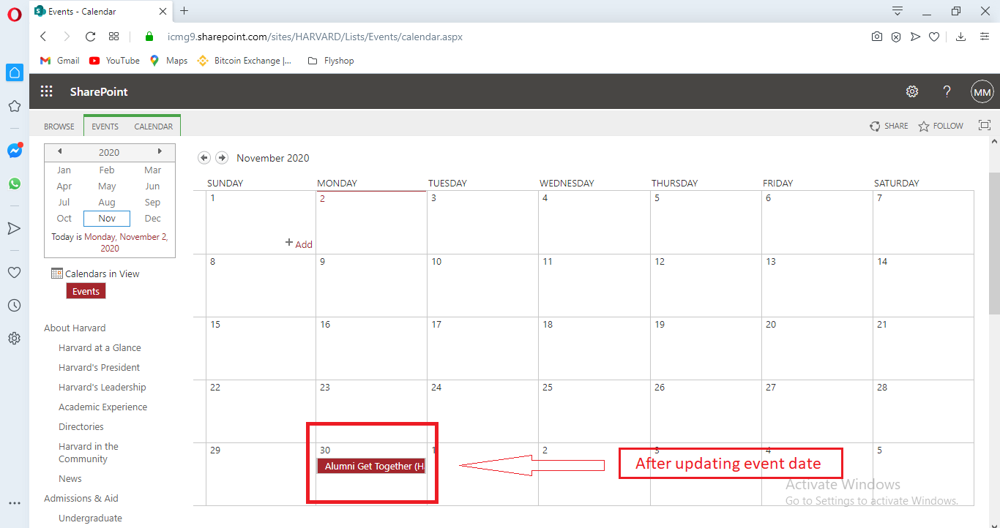 Events - Calendar
icmg9.sharepoint.com/sites/HARVARD/Lists/Events/calendar.aspx
Gmail YouTube Maps Bitcoin Exchange |... Flyshop
SharePoint
? MM
BROWSE EVENTS CALENDAR SHARE FOLLOW
2020
Jan Feb Mar
Apr May Jun
Jul Aug Sep
Oct Nov Dec
Today is Monday, November 2,
2020
Calendars in View
Events
About Harvard
Harvard at a Glance
Harvard's President
Harvard's Leadership
Academic Experience
Directories
Harvard in the
Community
News
Admissions & Aid
Undergraduate
November 2020
SUNDAY MONDAY TUESDAY WEDNESDAY THURSDAY FRIDAY SATURDAY
1 2 3 4 5 6 7
+ Add
8 9 10 11 12 13 14
15 16 17 18 19 20 21
22 23 24 25 26 27 28
29 30 1 2 3 4 5
Alumni Get Together (H
After updating event date
Activate Windows
Go to Settings to activate Windows.